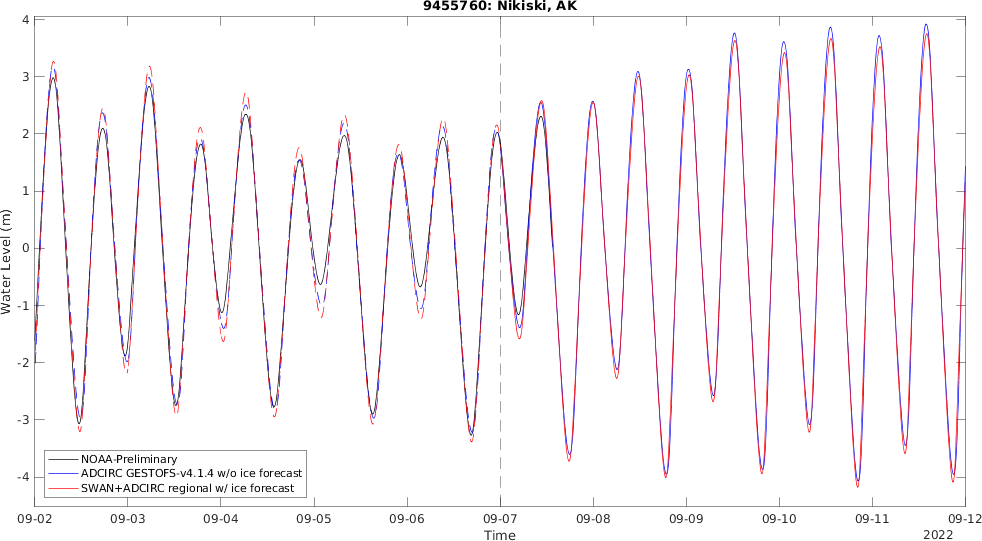 9455760: Nikiski, AK
4
3
2
1
0
-1
-2
-3
-4
Water Level (m)
NOAA-Preliminary
ADCIRC GESTOFS-v4.1.4 w/o ice forecast
SWAN+ADCIRC regional w/ ice forecast
09-02 09-03 09-04 09-05 09-06 09-07 09-08 09-09 09-10 09-11 09-12
Time
2022